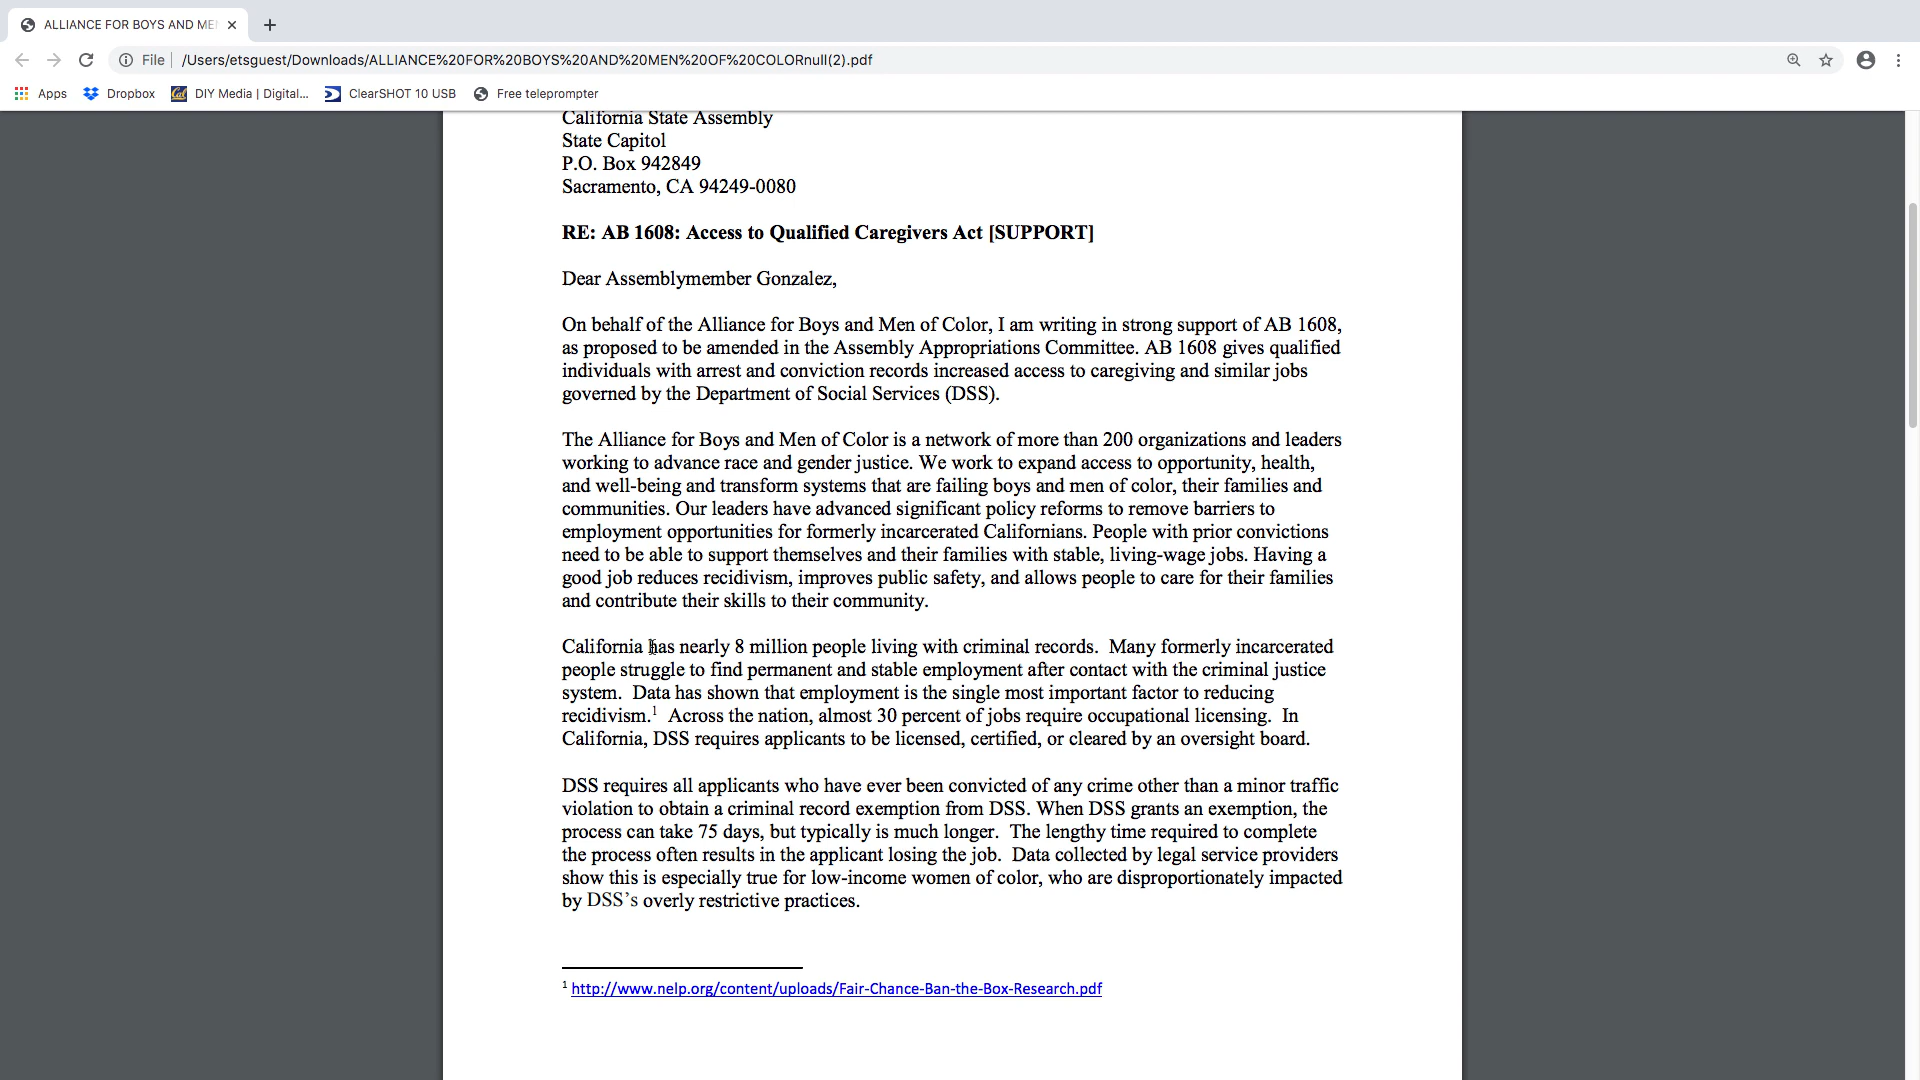 ALLIANCE FOR BOYS AND ME
File /Users/etsguest/Downloads/ALLIANCE%20FOR%20BOYS%20AND%20MEN%20OF%20COLORnull(2).pdf
Apps Dropbox Cal DIY Media | Digital... ClearSHOT 10 USB Free teleprompter
California State Assembly
State Capitol
P.O. Box 942849
Sacramento, CA 94249-0080
RE: AB 1608: Access to Qualified Caregivers Act [SUPPORT]
Dear Assemblymember Gonzalez,
On behalf of the Alliance for Boys and Men of Color, I am writing in strong support of AB 1608,
as proposed to be amended in the Assembly Appropriations Committee. AB 1608 gives qualified
individuals with arrest and conviction records increased access to caregiving and similar jobs
governed by the Department of Social Services (DSS).
The Alliance for Boys and Men of Color is a network of more than 200 organizations and leaders
working to advance race and gender justice. We work to expand access to opportunity, health,
and well-being and transform systems that are failing boys and men of color, their families and
communities. Our leaders have advanced significant policy reforms to remove barriers to
employment opportunities for formerly incarcerated Californians. People with prior convictions
need to be able to support themselves and their families with stable, living-wage jobs. Having a
good job reduces recidivism, improves public safety, and allows people to care for their families
and contribute their skills to their community.
California has nearly 8 million people living with criminal records.  Many formerly incarcerated
people struggle to find permanent and stable employment after contact with the criminal justice
system.  Data has shown that employment is the single most important factor to reducing
recidivism.1  Across the nation, almost 30 percent of jobs require occupational licensing.  In
California, DSS requires applicants to be licensed, certified, or cleared by an oversight board.
DSS requires all applicants who have ever been convicted of any crime other than a minor traffic
violation to obtain a criminal record exemption from DSS. When DSS grants an exemption, the
process can take 75 days, but typically is much longer.  The lengthy time required to complete
the process often results in the applicant losing the job.  Data collected by legal service providers
show this is especially true for low-income women of color, who are disproportionately impacted
by DSS’s overly restrictive practices.
1 http://www.nelp.org/content/uploads/Fair-Chance-Ban-the-Box-Research.pdf